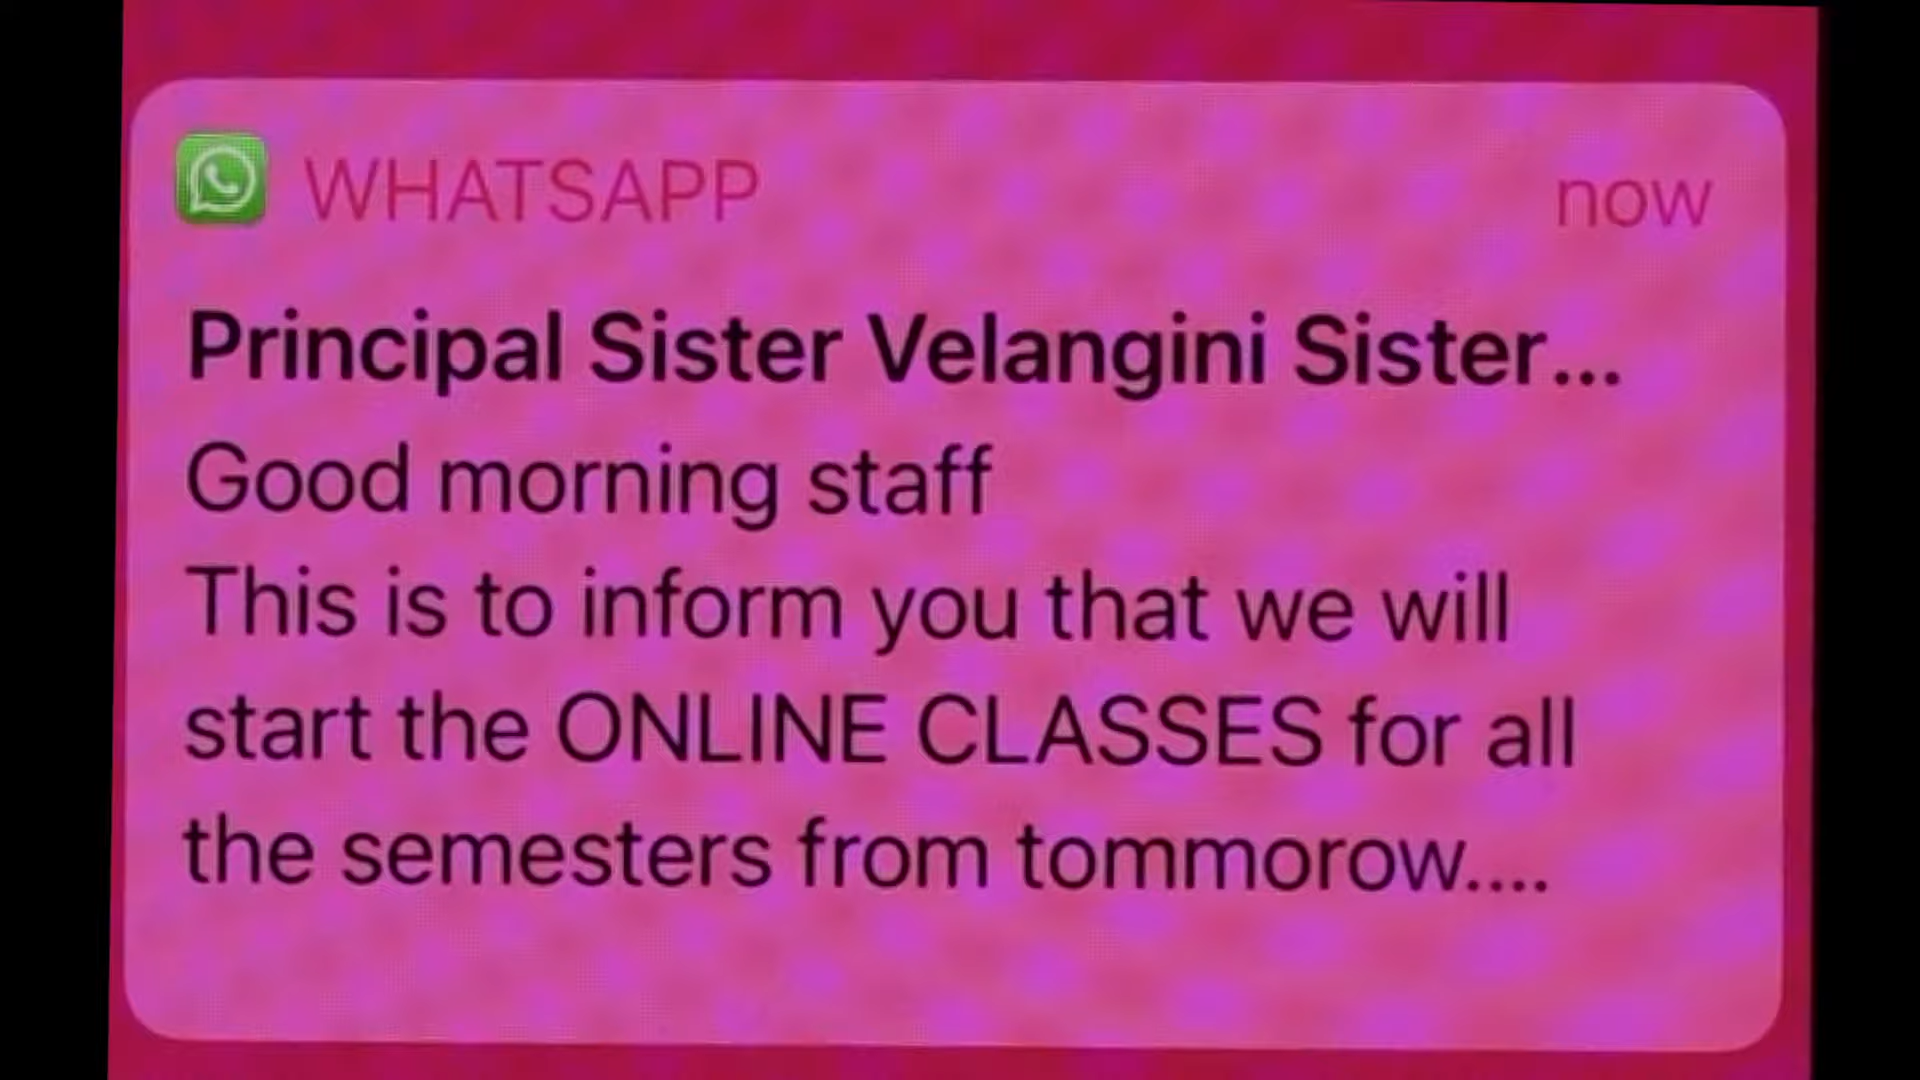 WHATSAPP now
Principal Sister Velangini Sister...
Good morning staff
This is to inform you that we will
start the ONLINE CLASSES for all
the semesters from tommorow....